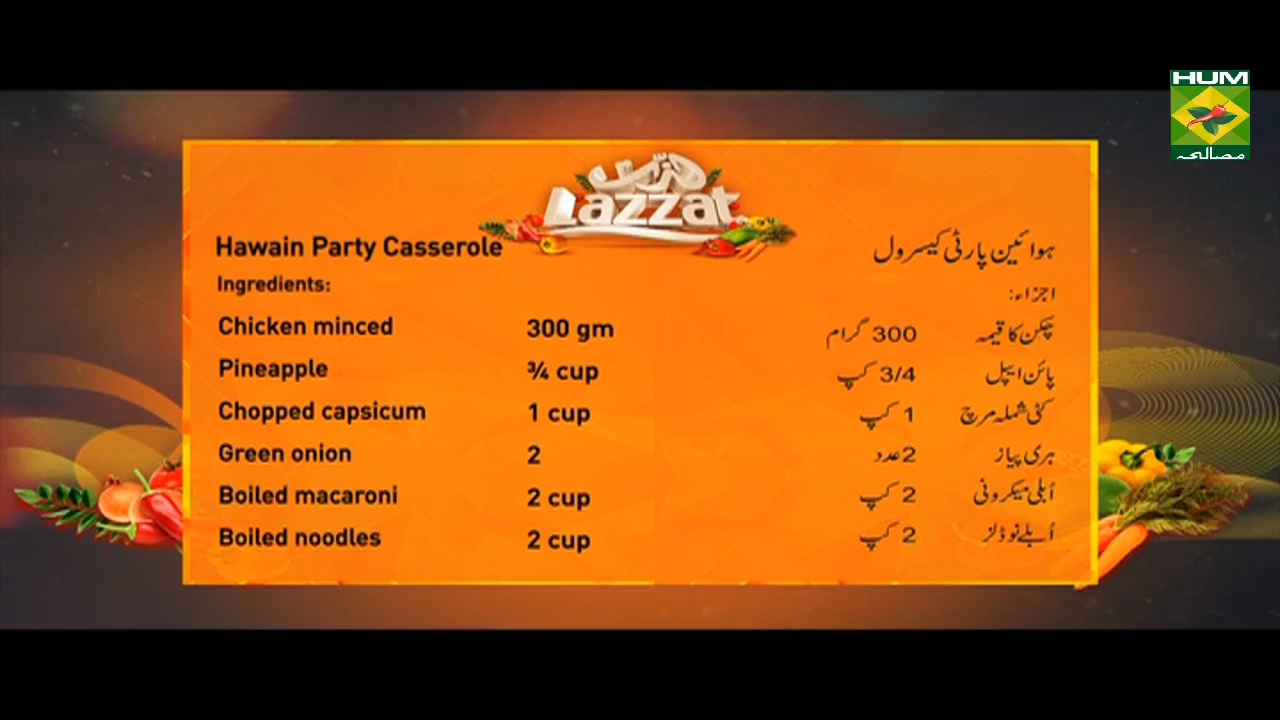 HUM
مصالحہ
لذت
Lazzat
Hawain Party Casserole
ہوائین پارٹی کیسرول
Ingredients:
اجزاء:
Chicken minced 300 gm
چکن کا قیمہ 300 گرام
Pineapple ¾ cup
پائن ایپل 3/4 کپ
Chopped capsicum 1 cup
کٹی شملہ مرچ 1 کپ
Green onion 2
ہری پیاز 2 عدد
Boiled macaroni 2 cup
اُبلی میکرونی 2 کپ
Boiled noodles 2 cup
اُبلے نوڈلز 2 کپ